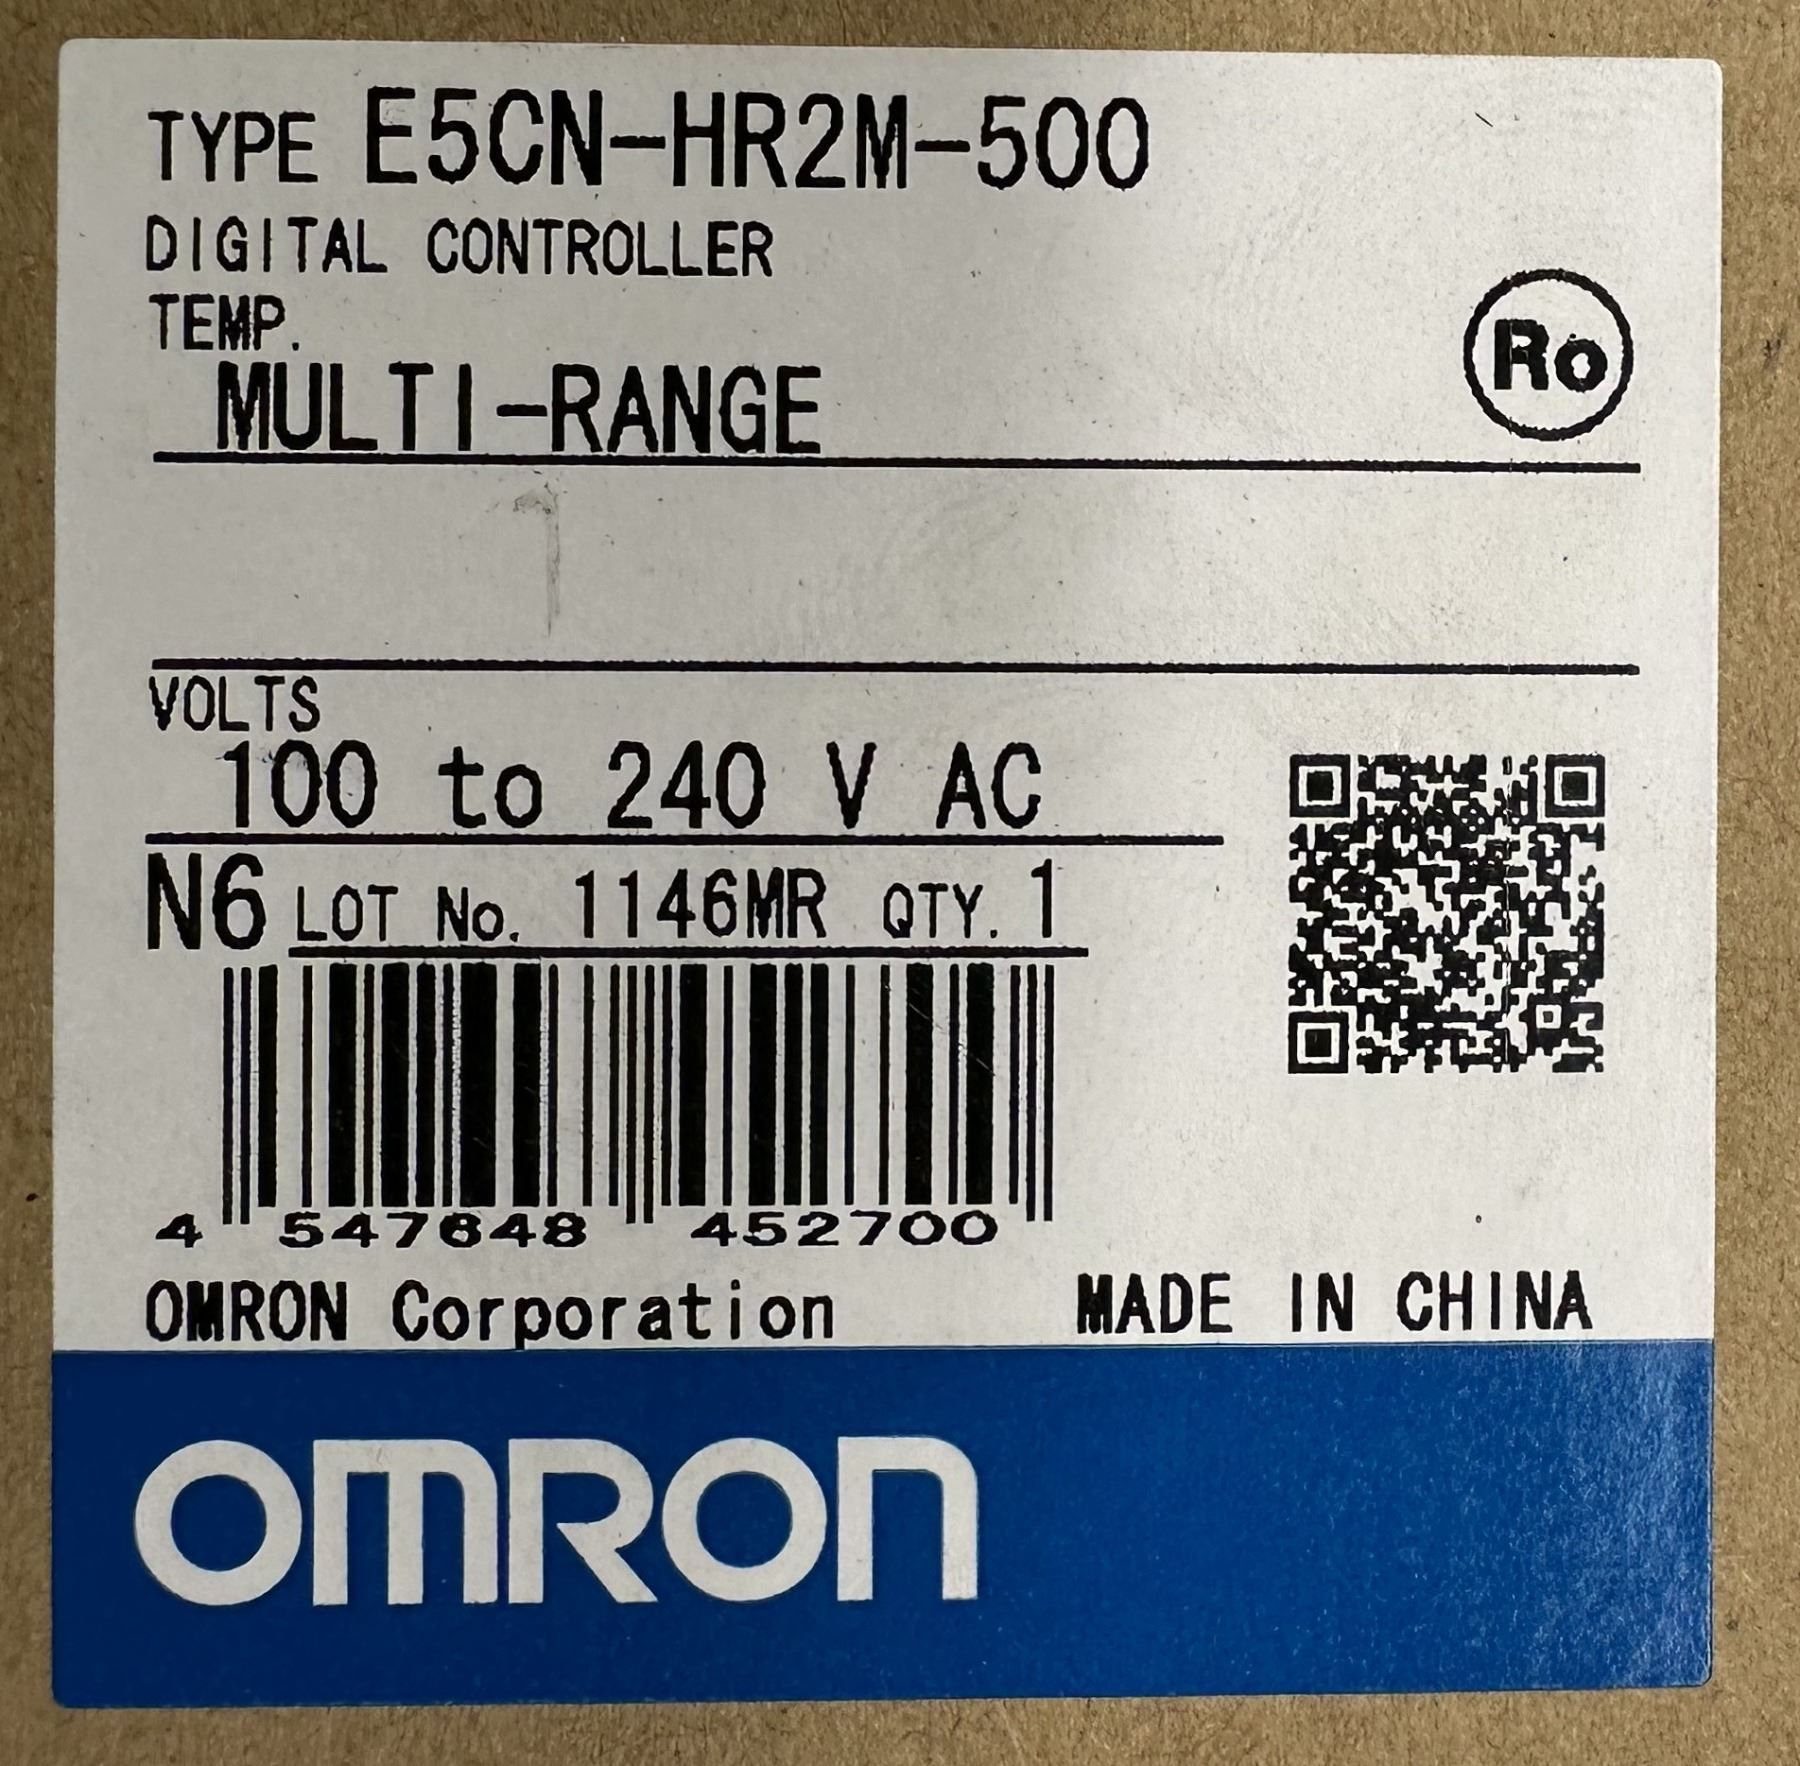 TYPE E5CN-HR2M-500
DIGITAL CONTROLLER
TEMP.
MULTI-RANGE
Ro
VOLTS
100 to 240 V AC
N6 LOT No. 1146MR QTY. 1
4 547648 452700
OMRON Corporation MADE IN CHINA
OMRON